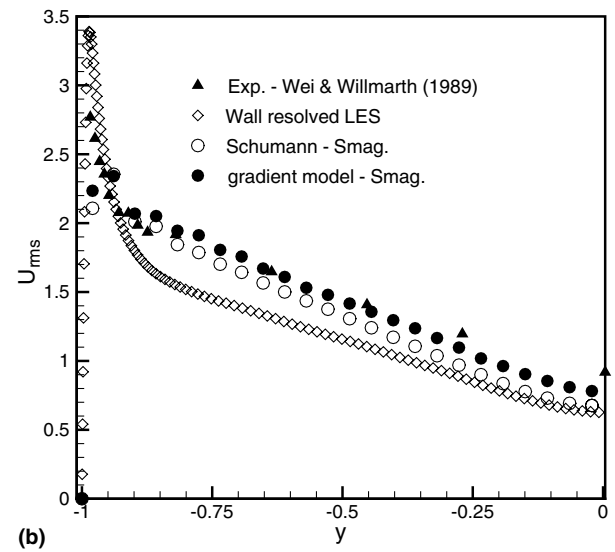 3.5
3
2.5
2
1.5
1
0.5
0
U rms
Exp. - Wei & Willmarth (1989)
Wall resolved LES
Schumann - Smag.
gradient model - Smag.
-1 -0.75 -0.5 -0.25 0
y
(b)